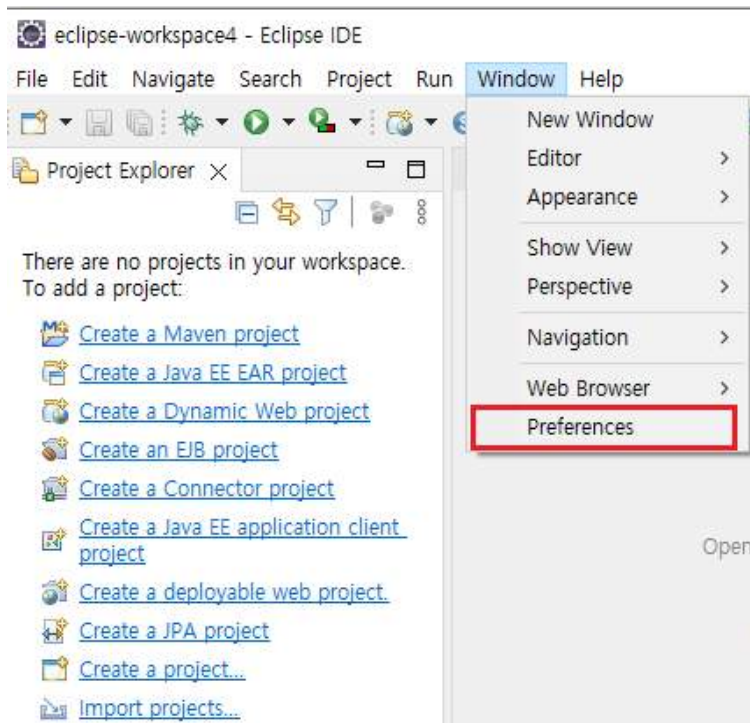 eclipse-workspace4 - Eclipse IDE
File Edit Navigate Search Project Run Window Help
New Window
Editor
Appearance
Show View
Perspective
Navigation
Web Browser
Preferences
Project Explorer
There are no projects in your workspace.
To add a project:
Create a Maven project
Create a Java EE EAR project
Create a Dynamic Web project
Create an EJB project
Create a Connector project
Create a Java EE application client
project
Create a deployable web project.
Create a JPA project
Create a project...
Import projects...
Open